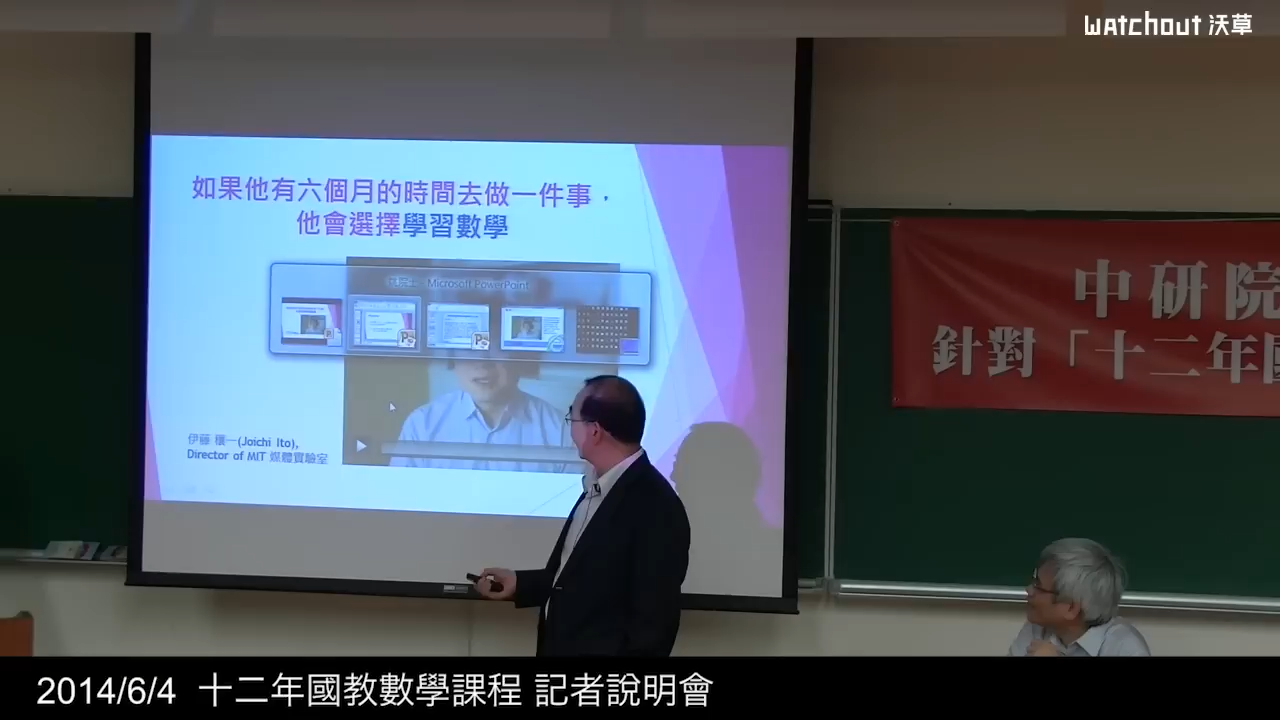 watchout 沃草
如果他有六個月的時間去做一件事，
他會選擇學習數學
Microsoft PowerPoint
伊藤 穰一(Joichi Ito),
Director of MIT 媒體實驗室
中研院
針對「十二年國
2014/6/4 十二年國教數學課程 記者說明會